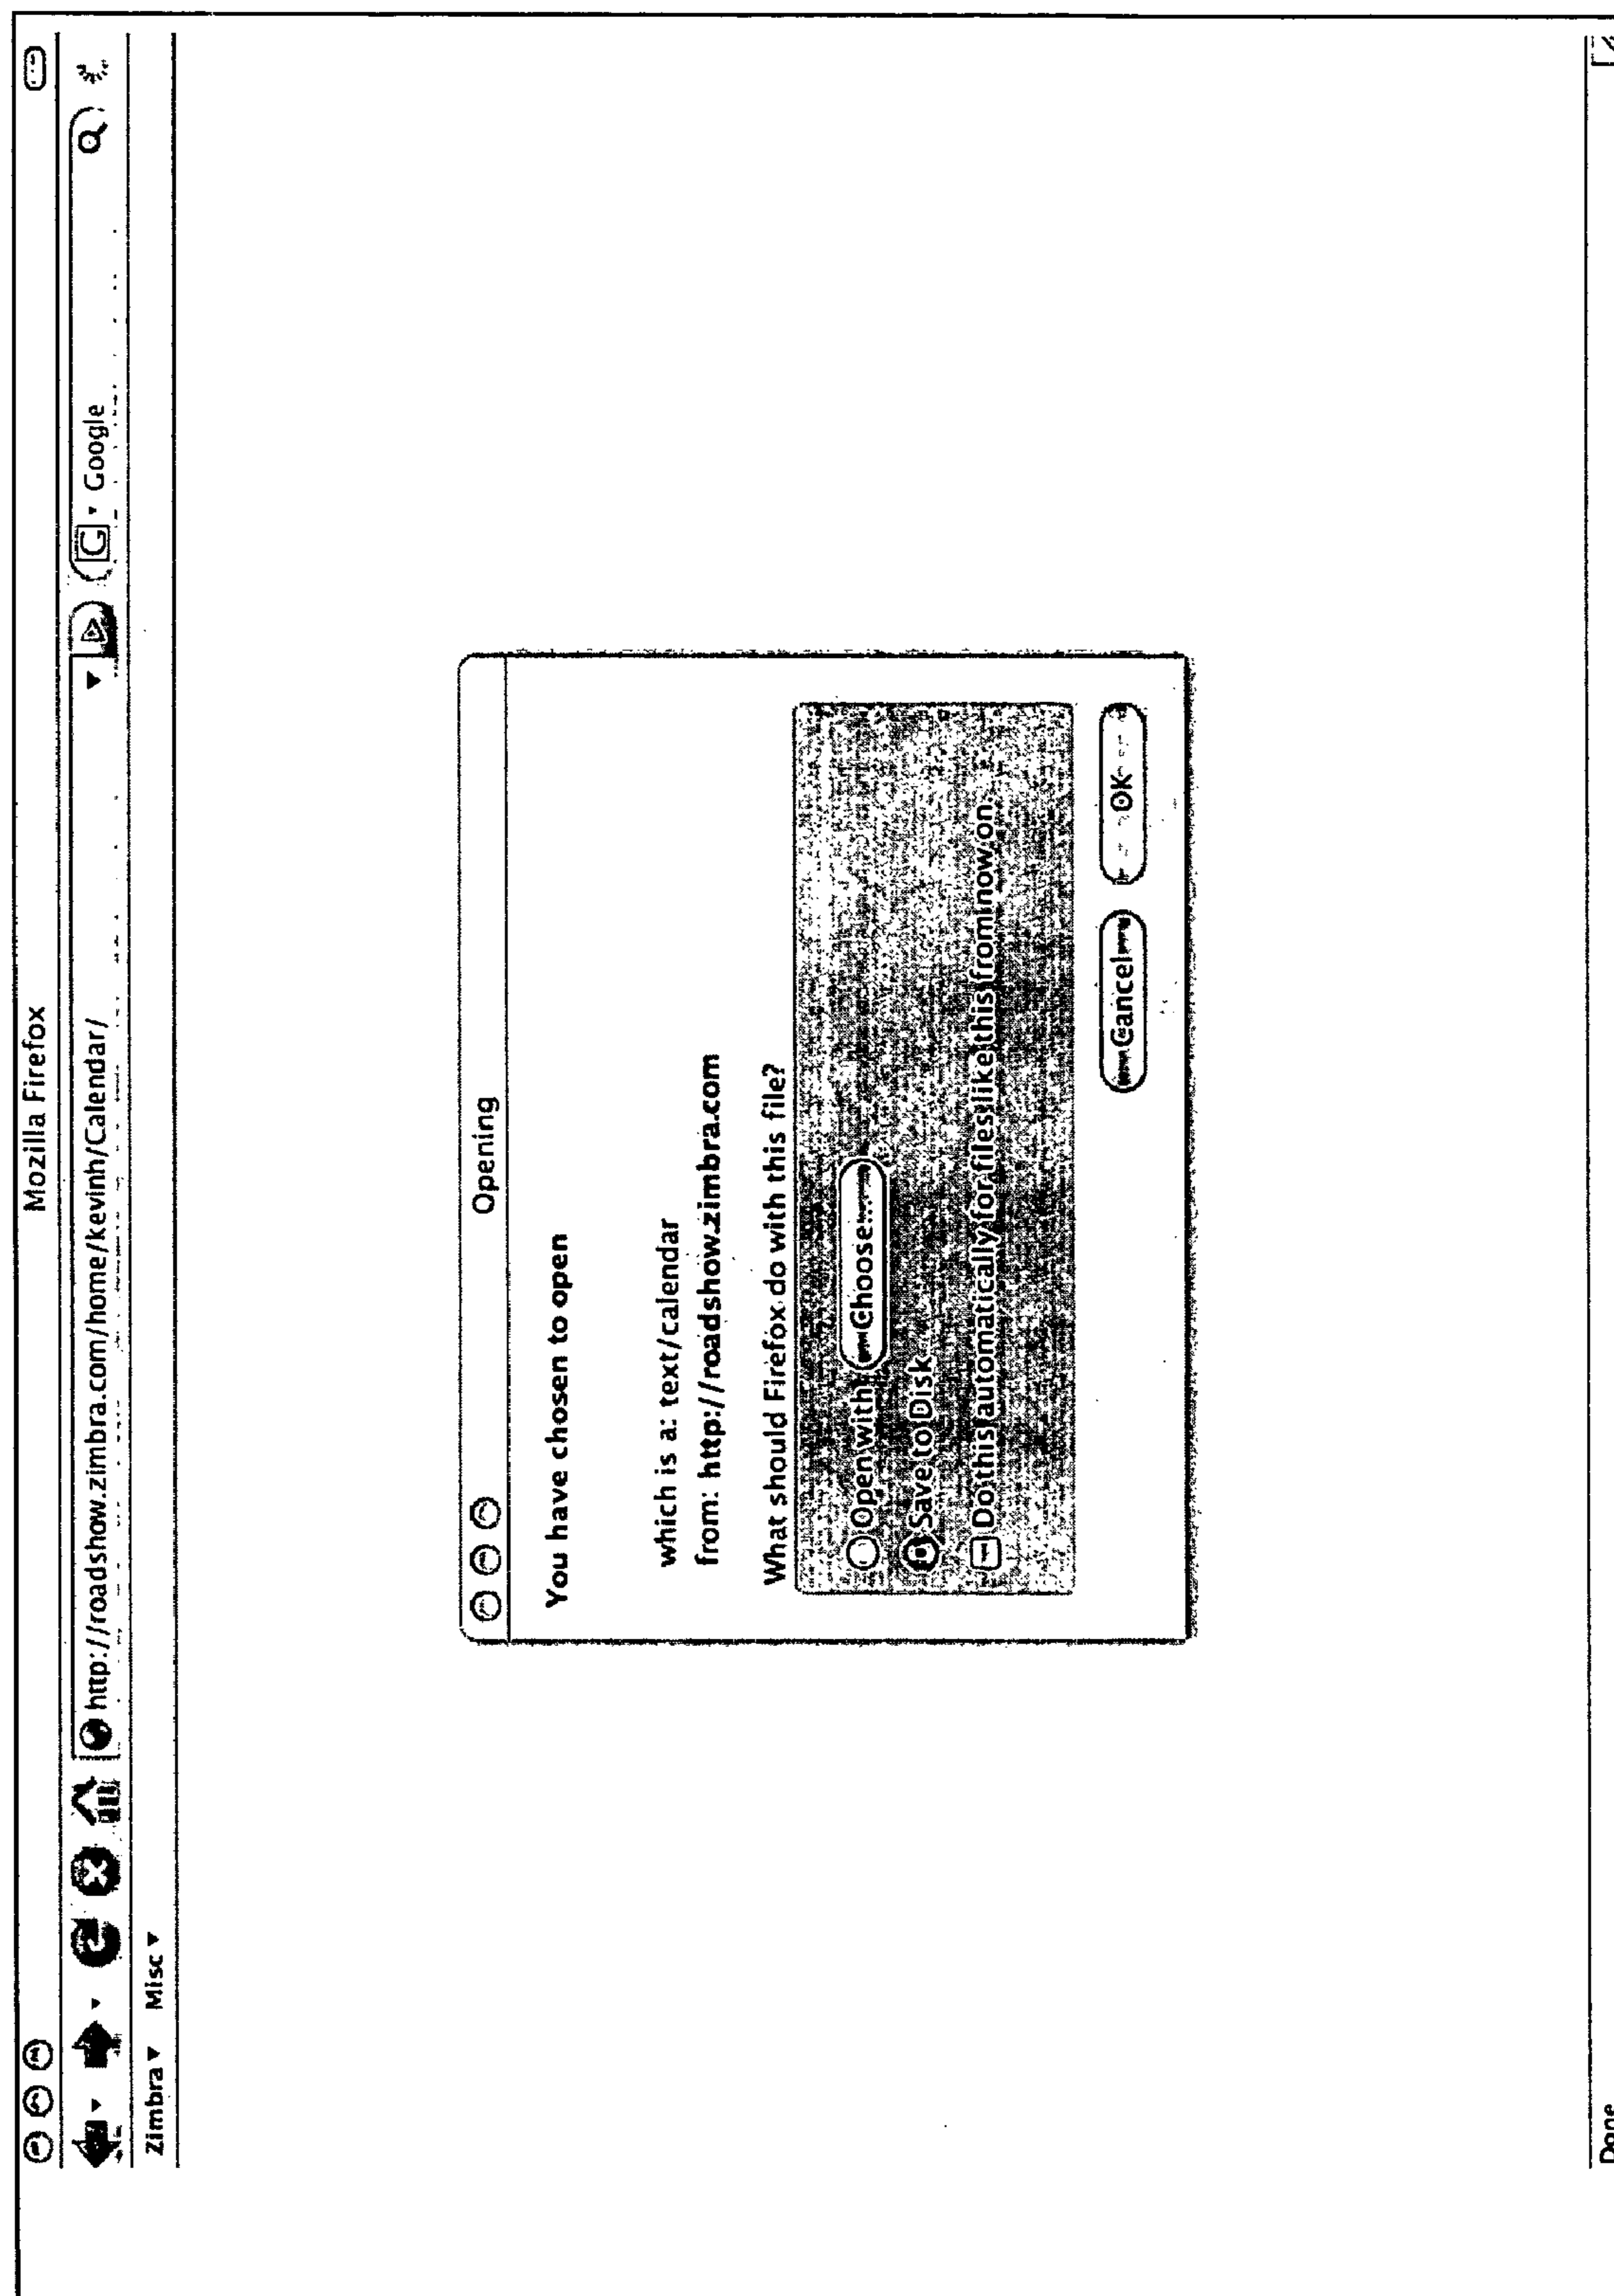 Mozilla Firefox
http://roadshow.zimbra.com/home/kevinh/Calendar/
G Google
Zimbra Misc
Opening
You have chosen to open
which is a: text/calendar
from: http://roadshow.zimbra.com
What should Firefox do with this file?
Open with Choose...
Save to Disk
Do this automatically for files like this from now on.
Cancel OK
Done